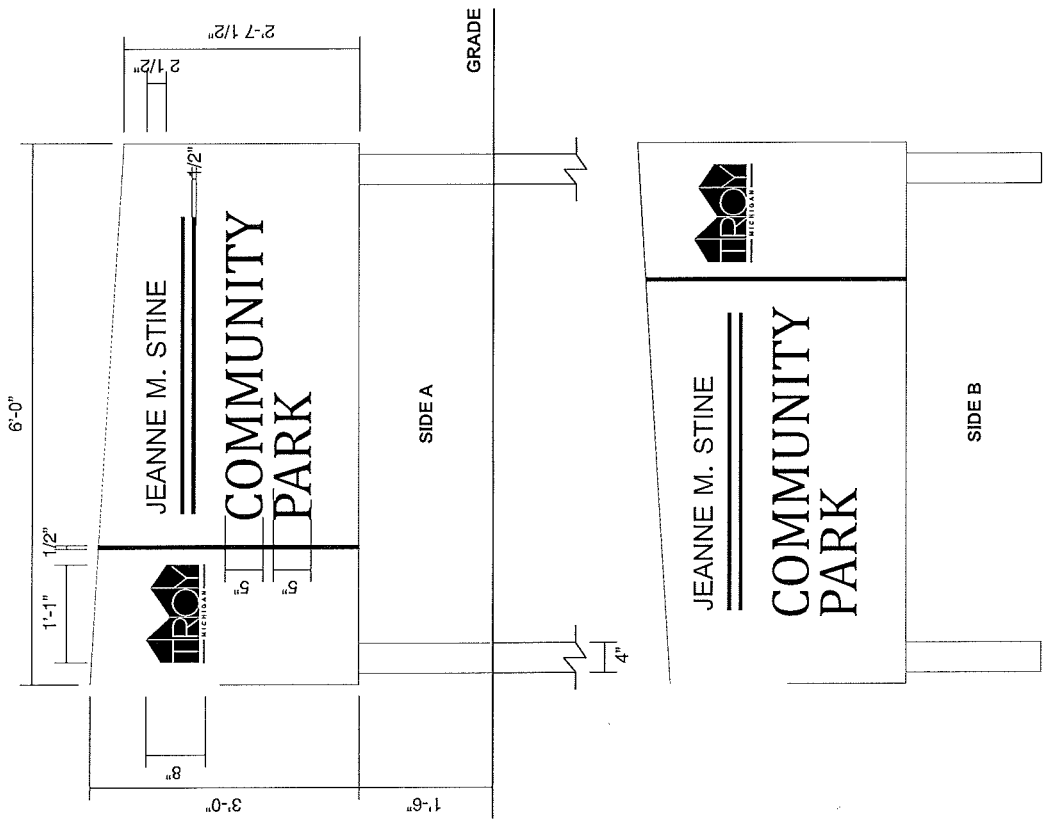 6'-0"
1/2"
1'-1"
2'-7 1/2"
2 1/2"
1/2"
TROY
MICHIGAN
JEANNE M. STINE
COMMUNITY
PARK
5"
5"
8"
3'-0"
1'-6"
4"
SIDE A
GRADE
JEANNE M. STINE
COMMUNITY
PARK
TROY
MICHIGAN
SIDE B